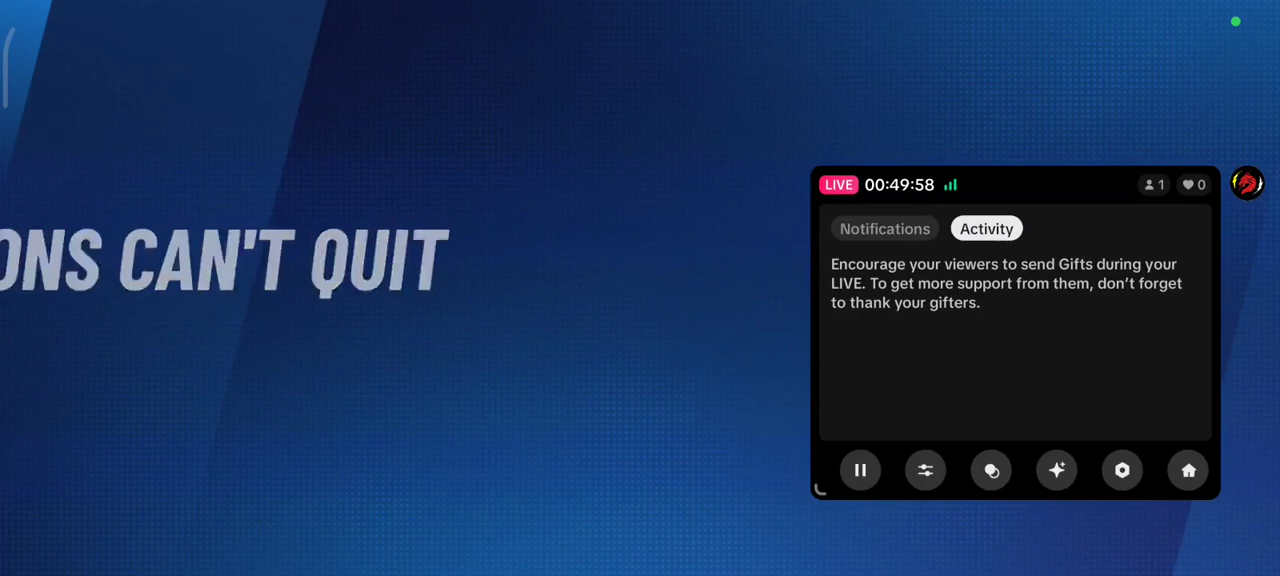 LIVE 00:49:58 1 0
Notifications Activity
Encourage your viewers to send Gifts during your
LIVE. To get more support from them, don’t forget
to thank your gifters.
CAN'T QUIT